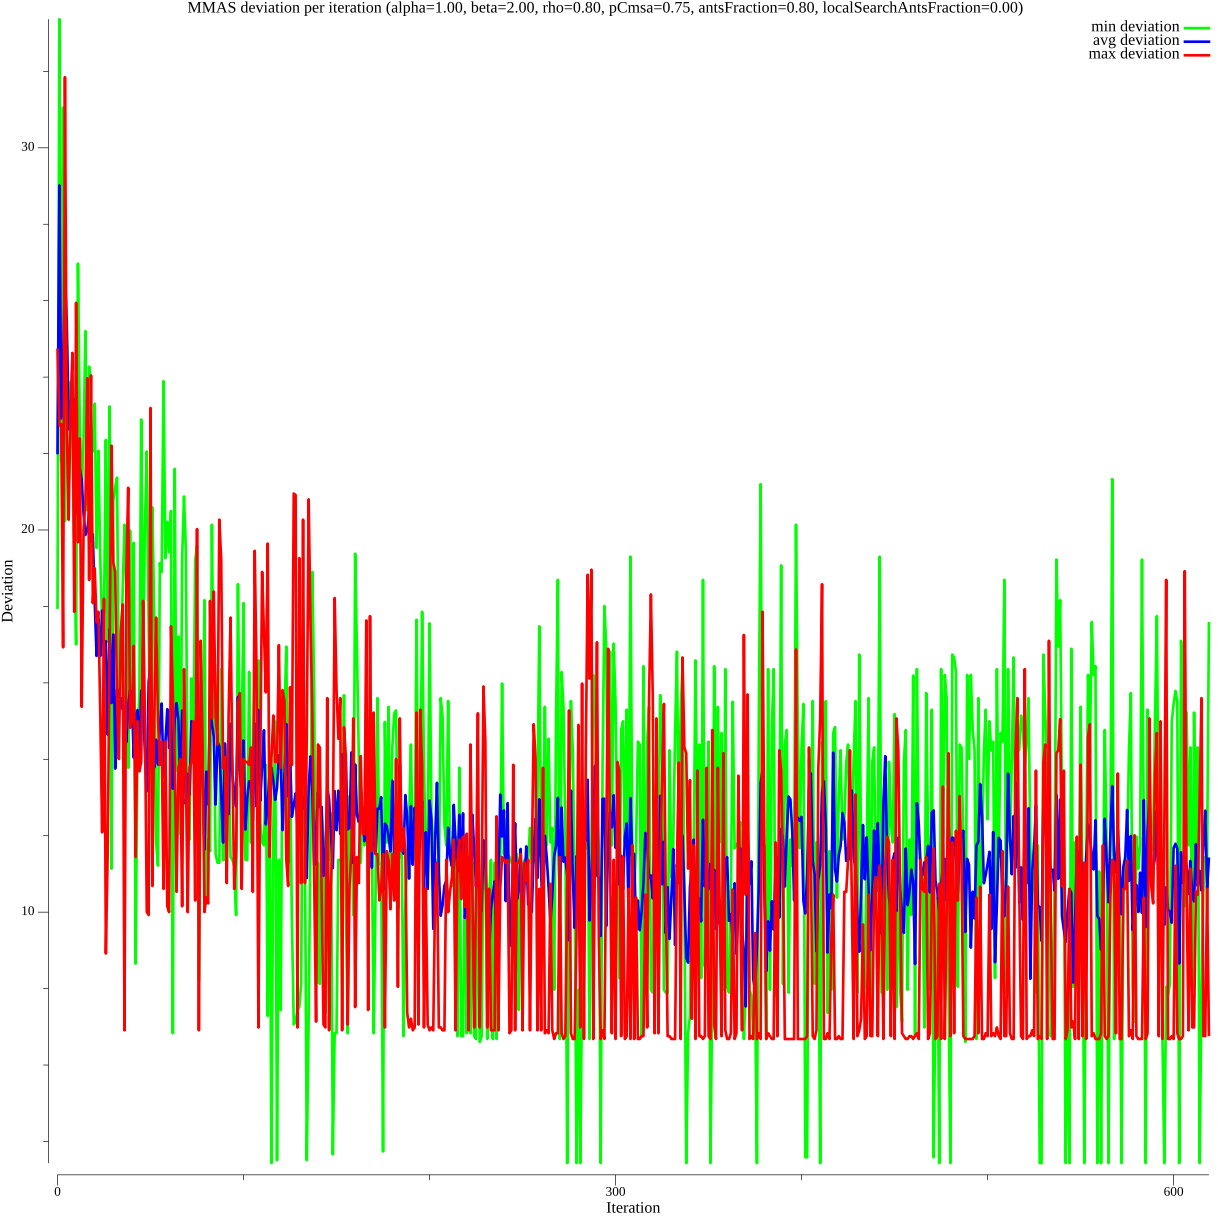 MMAS deviation per iteration (alpha=1.00, beta=2.00, rho=0.80, pCmsa=0.75, antsFraction=0.80, localSearchAntsFraction=0.00)
min deviation
avg deviation
max deviation
30
20
10
Deviation
0
300
600
Iteration